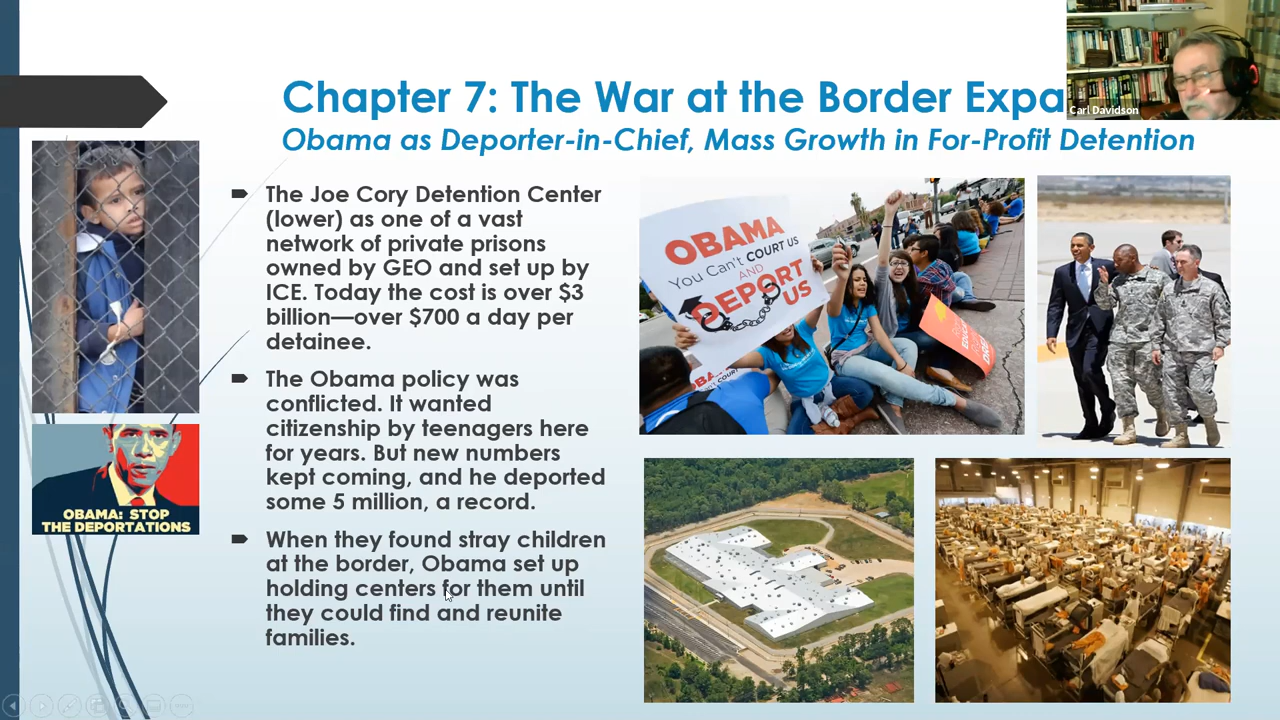 Chapter 7: The War at the Border Expa
Carl Davidson
Obama as Deporter-in-Chief, Mass Growth in For-Profit Detention
The Joe Cory Detention Center
(lower) as one of a vast
network of private prisons
owned by GEO and set up by
ICE. Today the cost is over $3
billion—over $700 a day per
detainee.
The Obama policy was
conflicted. It wanted
citizenship by teenagers here
for years. But new numbers
kept coming, and he deported
some 5 million, a record.
When they found stray children
at the border, Obama set up
holding centers for them until
they could find and reunite
families.
OBAMA: STOP
THE DEPORTATIONS
OBAMA
You Can't COURT US
AND
DEPORT
US